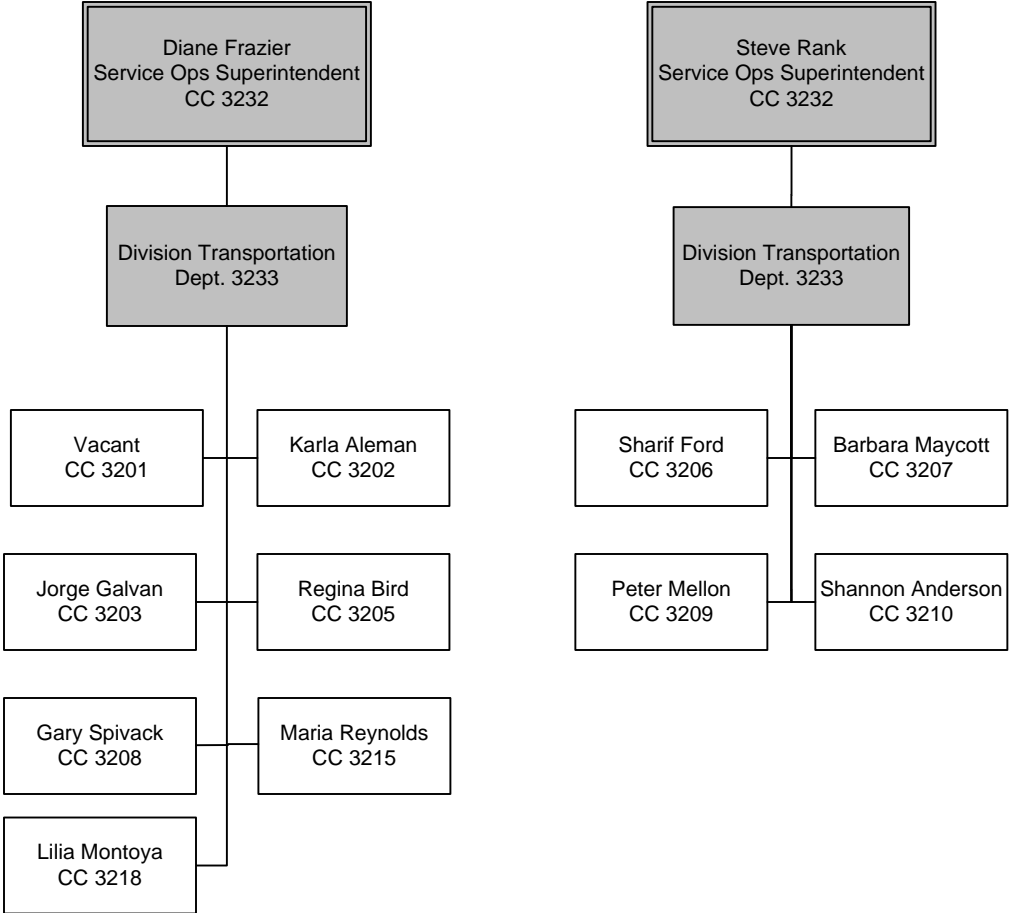 Diane Frazier
Service Ops Superintendent
CC 3232
Division Transportation
Dept. 3233
Vacant
CC 3201
Karla Aleman
CC 3202
Jorge Galvan
CC 3203
Regina Bird
CC 3205
Gary Spivack
CC 3208
Maria Reynolds
CC 3215
Lilia Montoya
CC 3218
Steve Rank
Service Ops Superintendent
CC 3232
Division Transportation
Dept. 3233
Sharif Ford
CC 3206
Barbara Maycott
CC 3207
Peter Mellon
CC 3209
Shannon Anderson
CC 3210